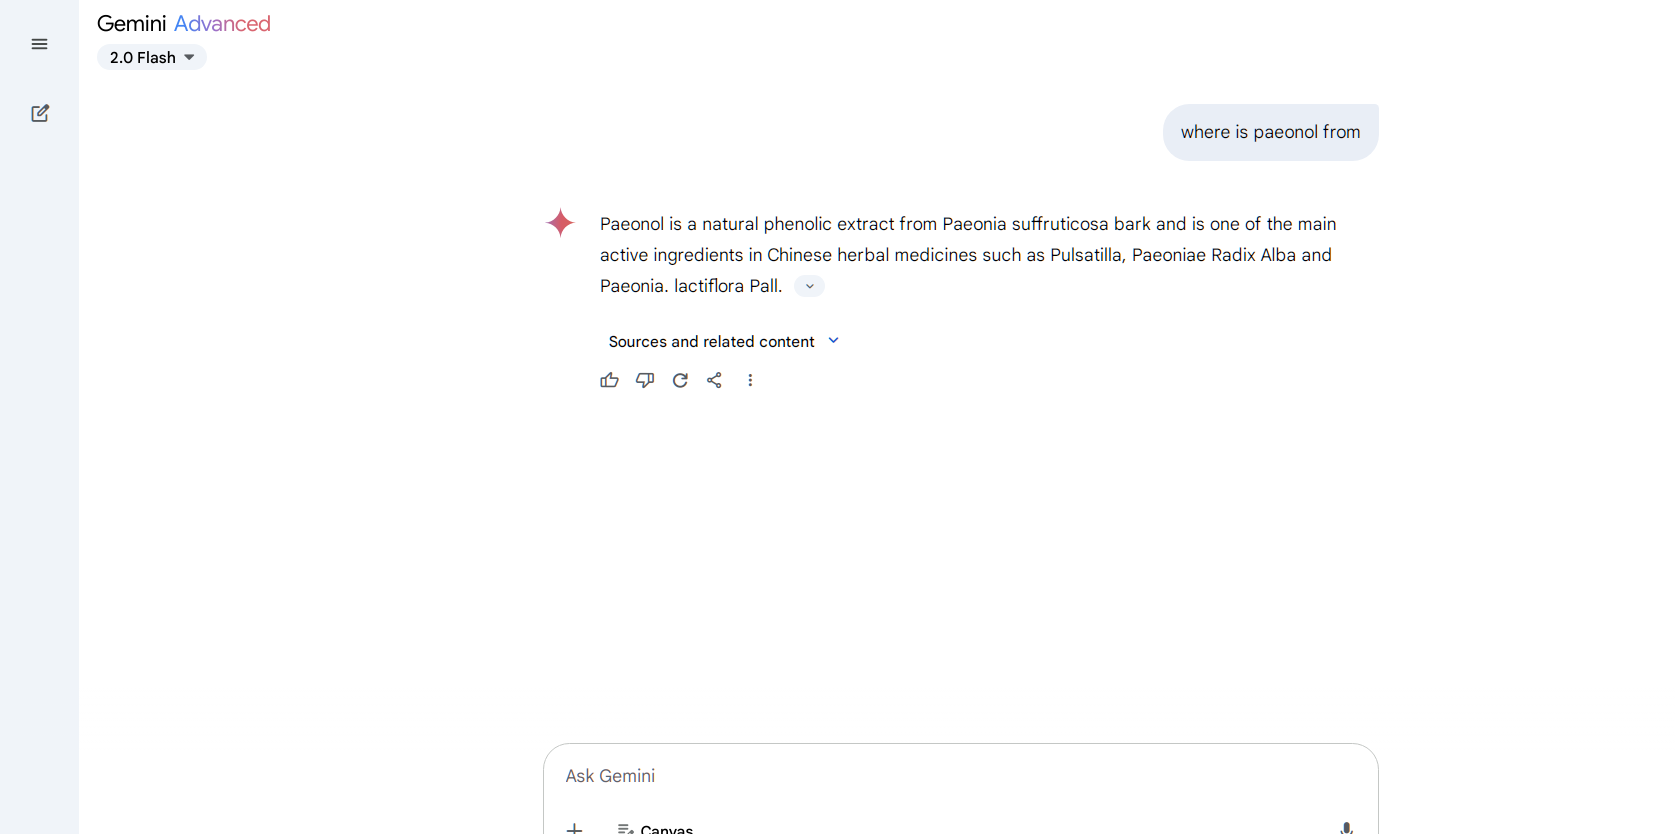 Gemini Advanced
2.0 Flash
where is paeonol from
Paeonol is a natural phenolic extract from Paeonia suffruticosa bark and is one of the main
active ingredients in Chinese herbal medicines such as Pulsatilla, Paeoniae Radix Alba and
Paeonia. lactiflora Pall.
Sources and related content
Ask Gemini
Canvas